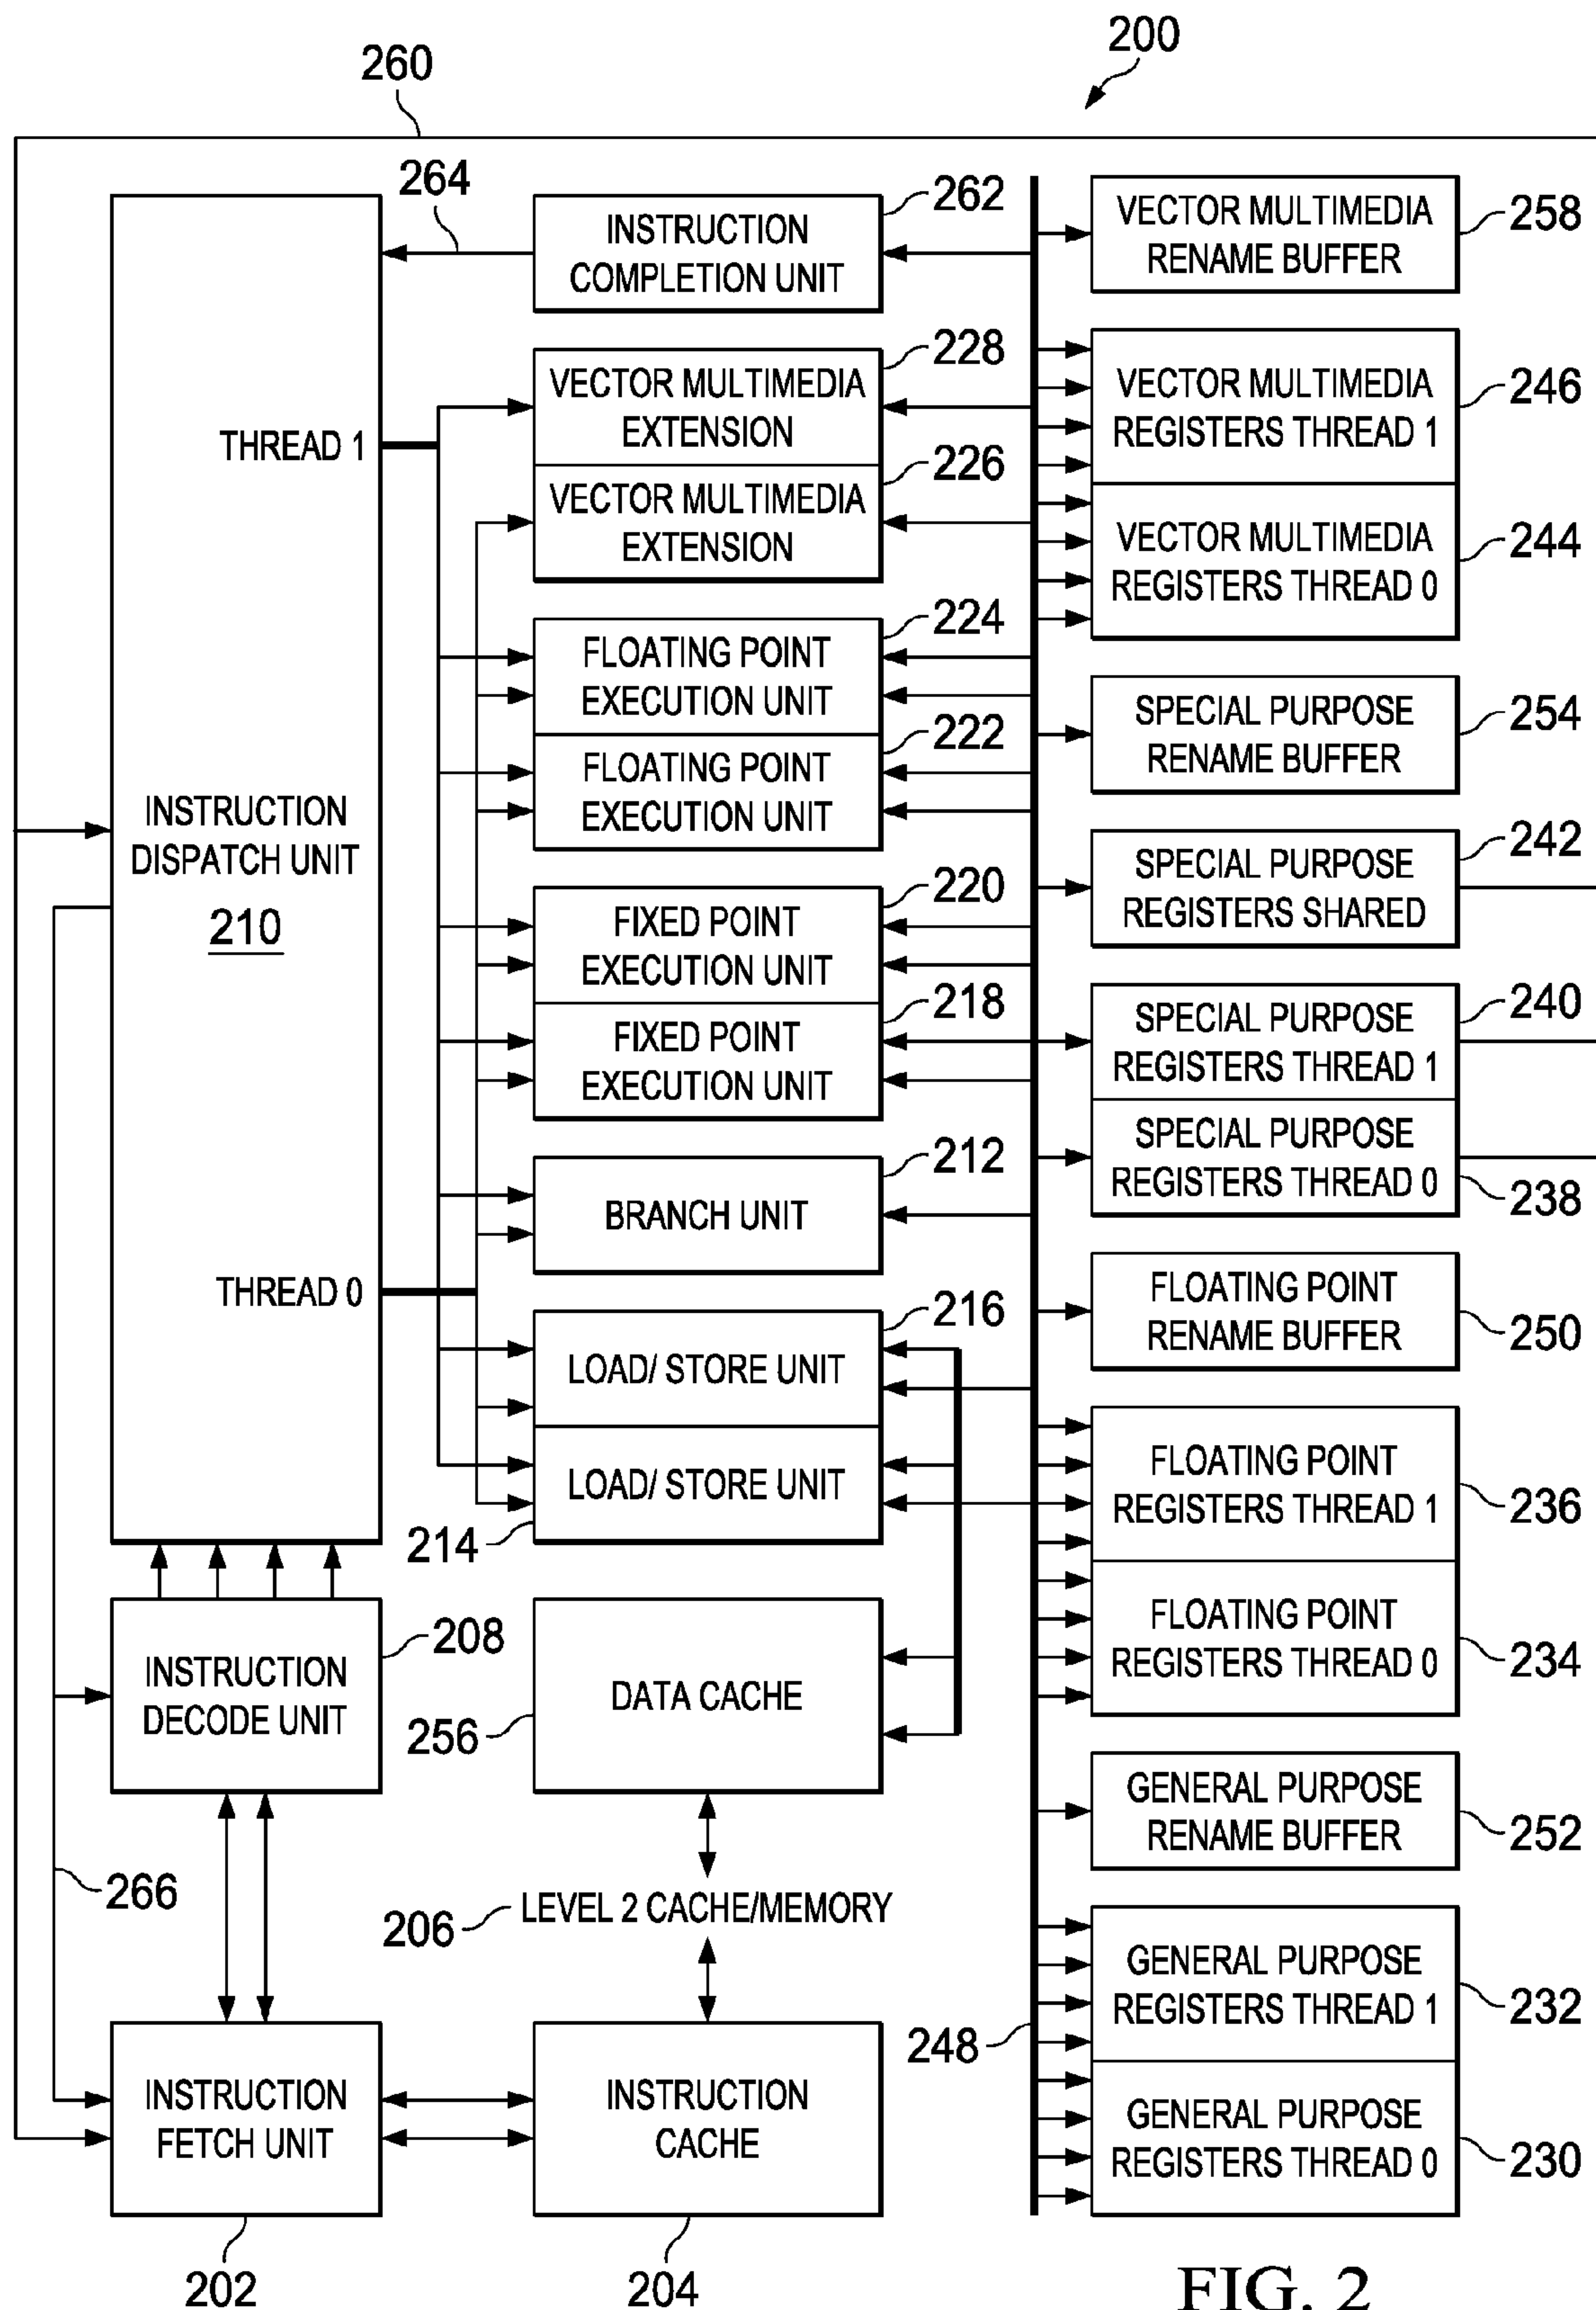 200
260
264
262
INSTRUCTION
COMPLETION UNIT
VECTOR MULTIMEDIA
RENAME BUFFER
258
228
VECTOR MULTIMEDIA
EXTENSION
226
VECTOR MULTIMEDIA
EXTENSION
VECTOR MULTIMEDIA
REGISTERS THREAD 1
246
VECTOR MULTIMEDIA
REGISTERS THREAD 0
244
THREAD 1
224
FLOATING POINT
EXECUTION UNIT
222
FLOATING POINT
EXECUTION UNIT
SPECIAL PURPOSE
RENAME BUFFER
254
INSTRUCTION
DISPATCH UNIT
210
SPECIAL PURPOSE
REGISTERS SHARED
242
220
FIXED POINT
EXECUTION UNIT
218
FIXED POINT
EXECUTION UNIT
SPECIAL PURPOSE
REGISTERS THREAD 1
240
SPECIAL PURPOSE
REGISTERS THREAD 0
238
212
BRANCH UNIT
THREAD 0
FLOATING POINT
RENAME BUFFER
250
216
LOAD/ STORE UNIT
LOAD/ STORE UNIT
214
FLOATING POINT
REGISTERS THREAD 1
236
FLOATING POINT
REGISTERS THREAD 0
234
208
INSTRUCTION
DECODE UNIT
DATA CACHE
256
GENERAL PURPOSE
RENAME BUFFER
252
266
206
LEVEL 2 CACHE/MEMORY
GENERAL PURPOSE
REGISTERS THREAD 1
232
248
INSTRUCTION
FETCH UNIT
INSTRUCTION
CACHE
GENERAL PURPOSE
REGISTERS THREAD 0
230
202
204
FIG. 2